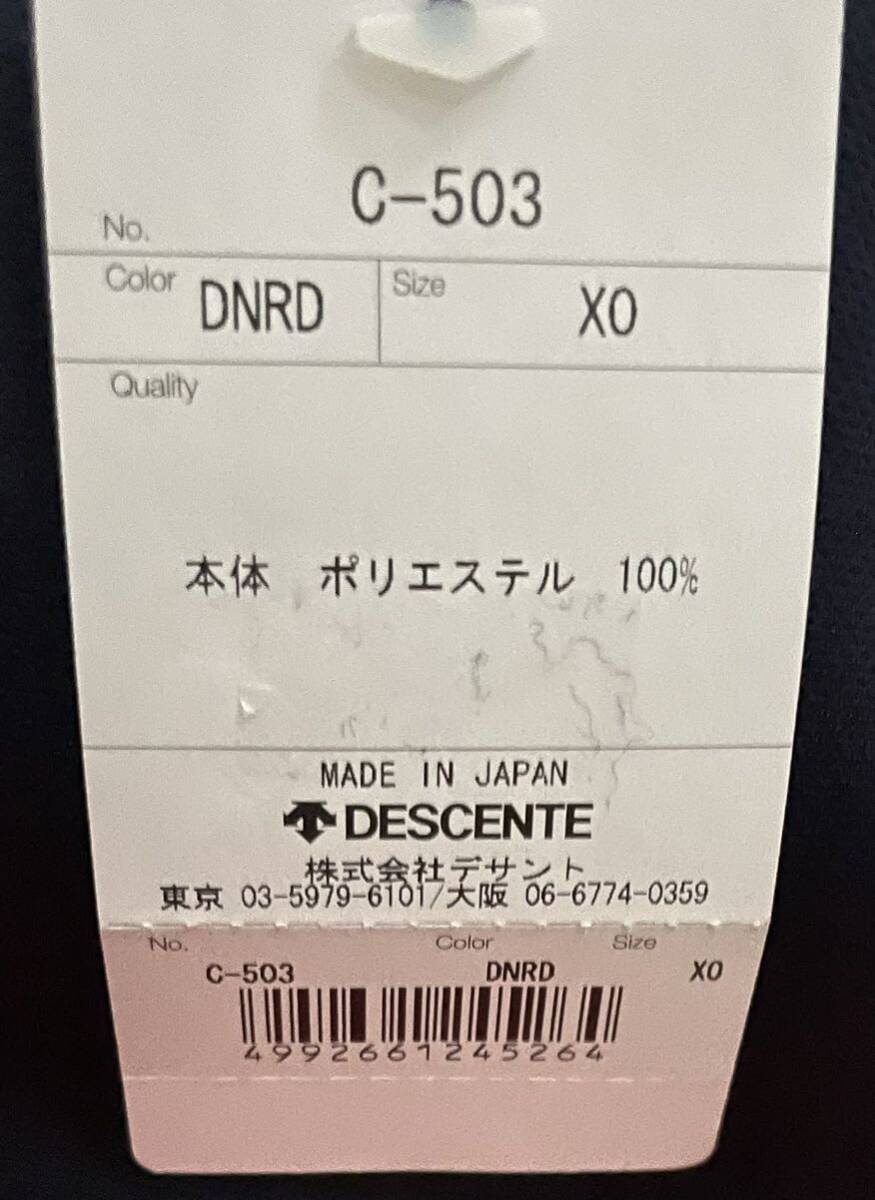 No. C-503
Color DNRD Size XO
Quality
本体 ポリエステル 100%
MADE IN JAPAN
DESCENTE
株式会社デサント
東京 03-5979-6101/大阪 06-6774-0359
No. Color Size
C-503 DNRD XO
4992661245264